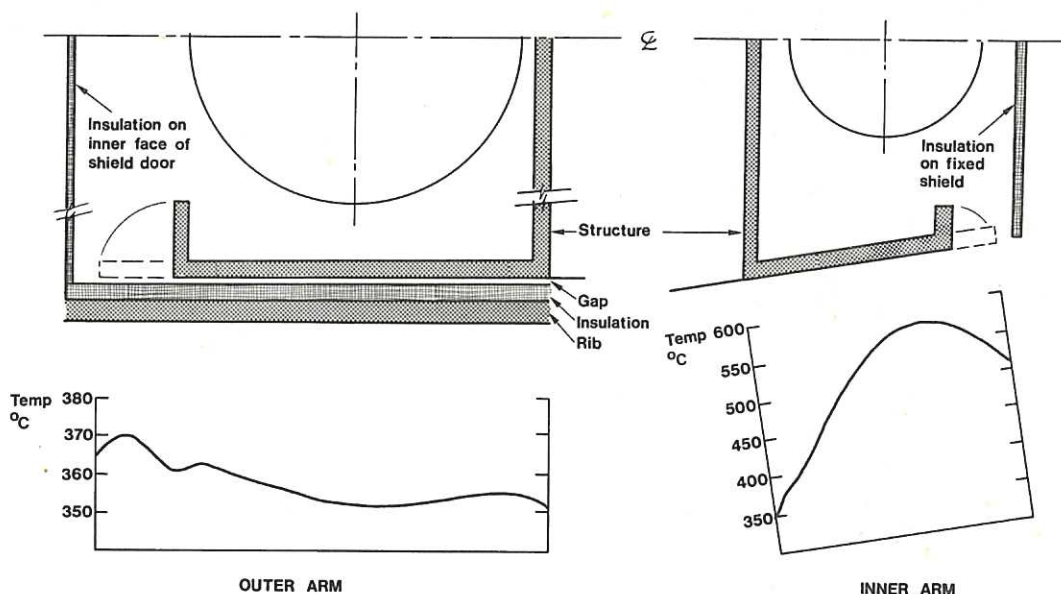 ℄
Insulation on
inner face of
shield door
Insulation
on fixed
shield
Structure
Gap
Insulation
Rib
Temp
°C
380
370
360
350
OUTER ARM
Temp
°C
600
550
500
450
400
350
INNER ARM